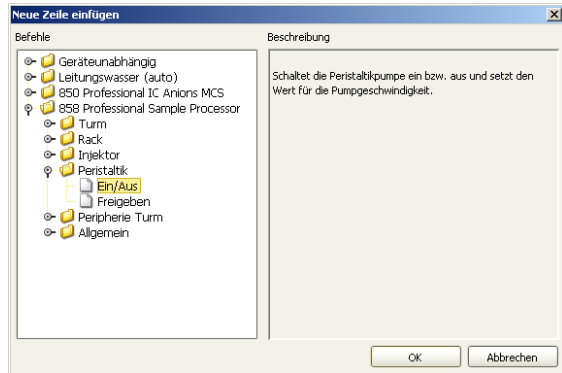 Neue Zeile einfügen
Befehle
Beschreibung
Geräteunabhängig
Leitungswasser (auto)
850 Professional IC Anions MCS
858 Professional Sample Processor
Turm
Rack
Injektor
Peristaltik
Ein/Aus
Freigeben
Peripherie Turm
Allgemein
Schaltet die Peristaltikpumpe ein bzw. aus und setzt den
Wert für die Pumpgeschwindigkeit.
OK
Abbrechen